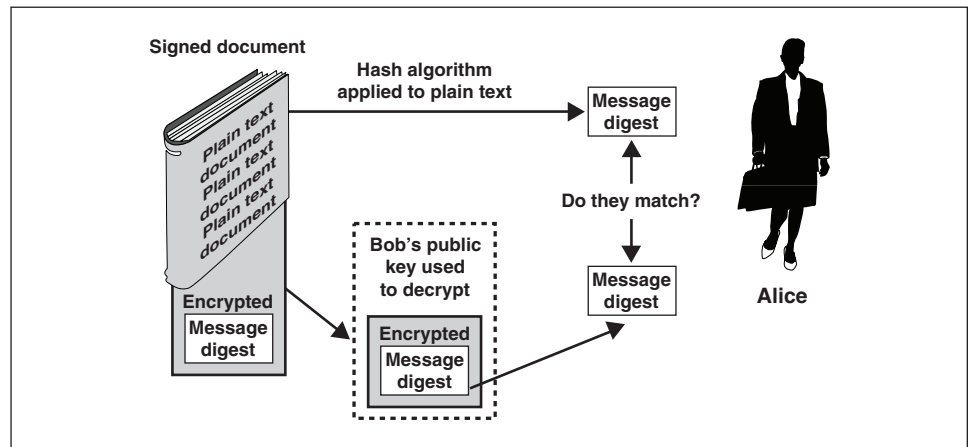 Signed document
Hash algorithm
applied to plain text
Message
digest
Plain text
document
Plain text
document
Plain text
document
Do they match?
Bob’s public
key used
to decrypt
Message
digest
Alice
Encrypted
Message
digest
Encrypted
Message
digest